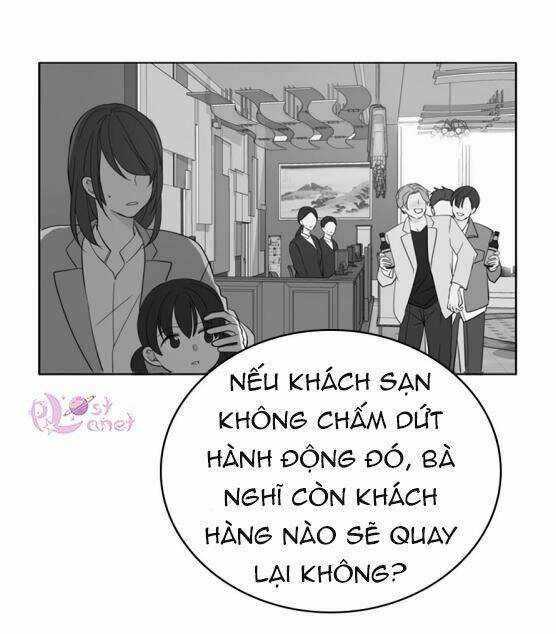 Lost
Planet
NẾU KHÁCH SẠN
KHÔNG CHẤM DỨT
HÀNH ĐỘNG ĐÓ, BÀ
NGHĨ CÒN KHÁCH
HÀNG NÀO SẼ QUAY
LẠI KHÔNG?